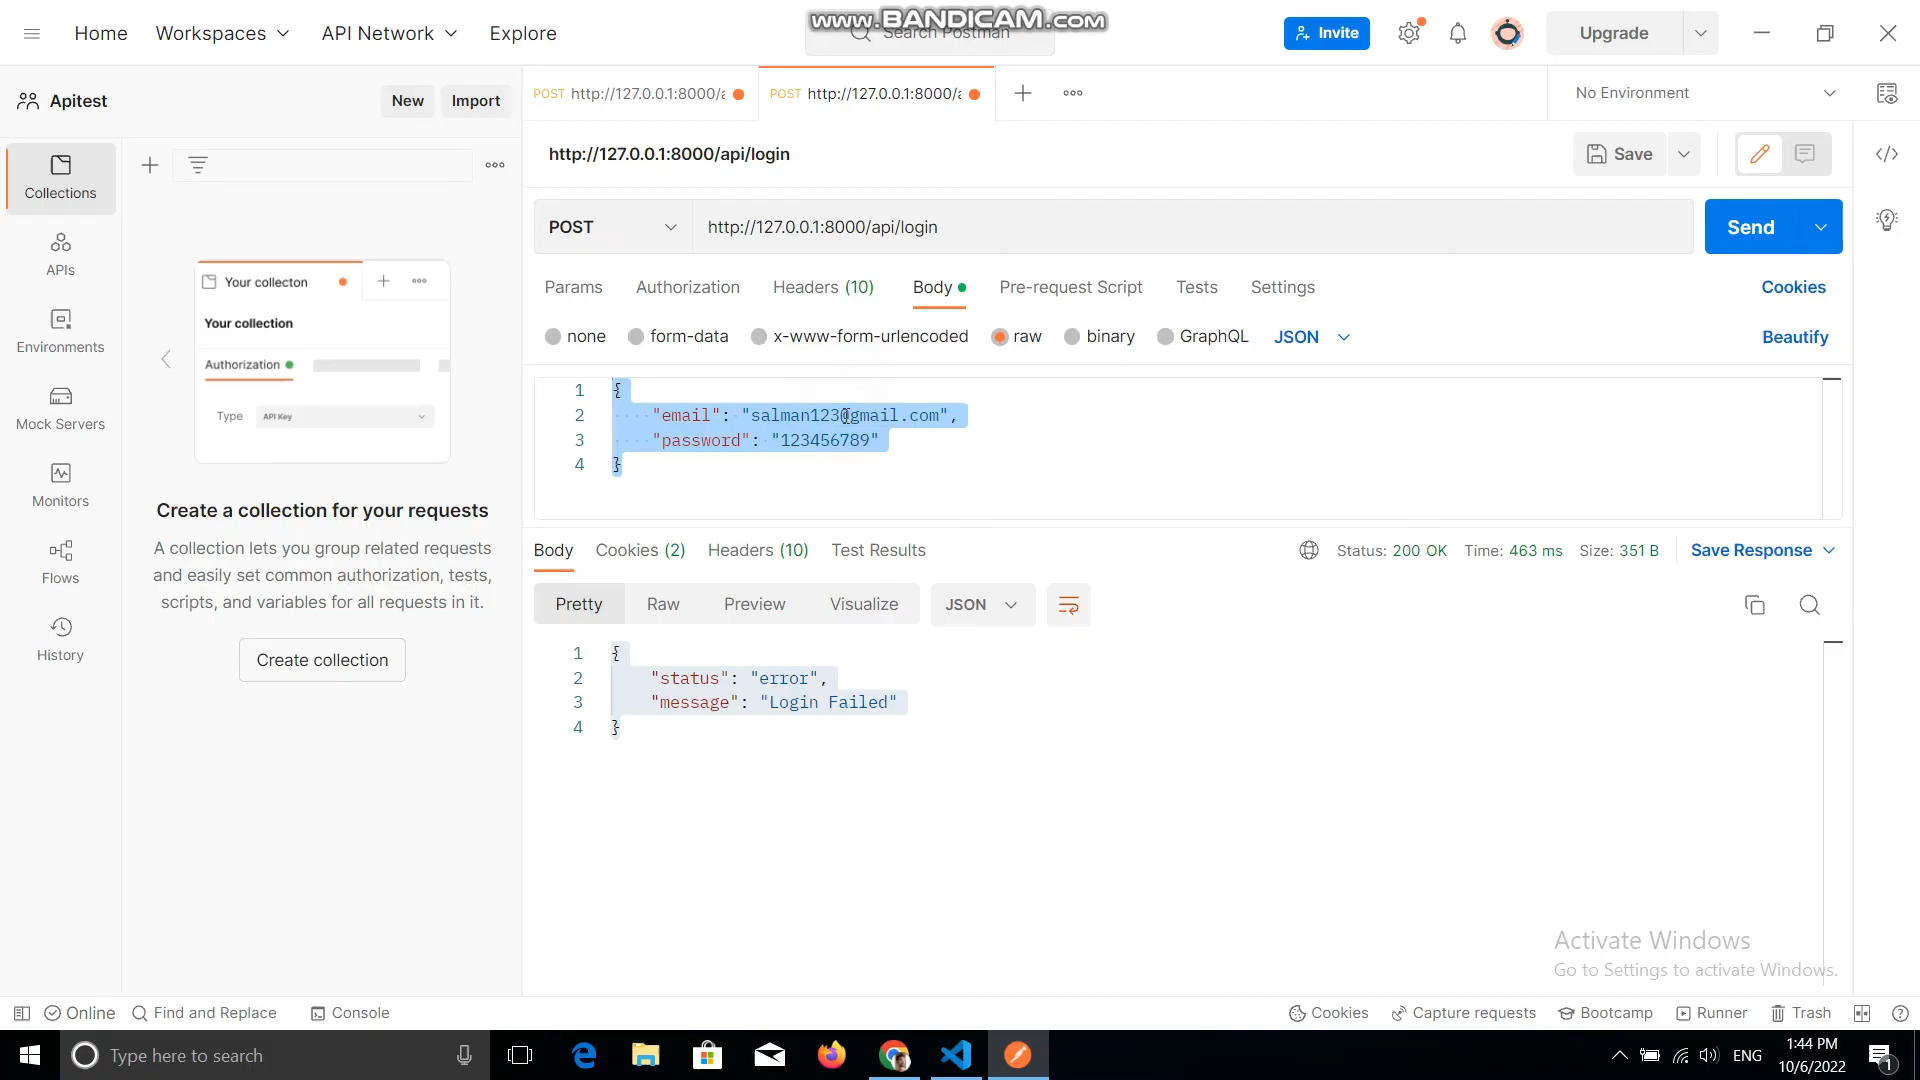 Home
Workspaces
API Network
Explore
www.BANDICAM.com
Search Postman
Invite
Upgrade
Apitest
New
Import
POST http://127.0.0.1:8000/a
POST http://127.0.0.1:8000/a
No Environment
http://127.0.0.1:8000/api/login
Save
Collections
APIs
Environments
Mock Servers
Monitors
Flows
History
Your collecton
Your collection
Authorization
Type
API Key
Create a collection for your requests
A collection lets you group related requests
and easily set common authorization, tests,
scripts, and variables for all requests in it.
Create collection
POST
http://127.0.0.1:8000/api/login
Send
Params
Authorization
Headers (10)
Body
Pre-request Script
Tests
Settings
Cookies
none
form-data
x-www-form-urlencoded
raw
binary
GraphQL
JSON
Beautify
1 {
2 "email": "salman123@gmail.com",
3 "password": "123456789"
4 }
Body
Cookies (2)
Headers (10)
Test Results
Status: 200 OK
Time: 463 ms
Size: 351 B
Save Response
Pretty
Raw
Preview
Visualize
JSON
1 {
2 "status": "error",
3 "message": "Login Failed"
4 }
Activate Windows
Go to Settings to activate Windows.
Online
Find and Replace
Console
Cookies
Capture requests
Bootcamp
Runner
Trash
Type here to search
ENG
1:44 PM
10/6/2022
1